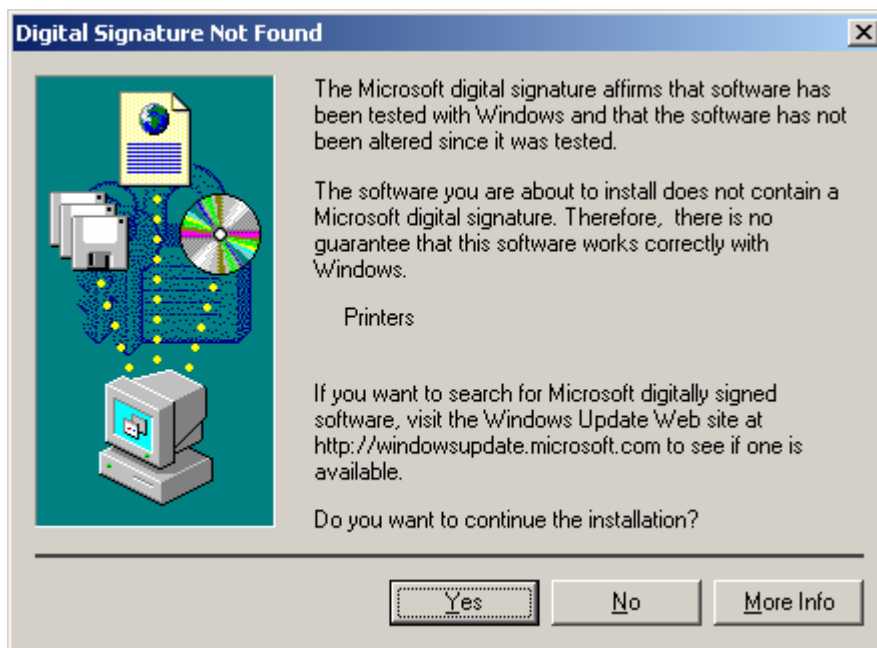 Digital Signature Not Found
The Microsoft digital signature affirms that software has
been tested with Windows and that the software has not
been altered since it was tested.
The software you are about to install does not contain a
Microsoft digital signature. Therefore,  there is no
guarantee that this software works correctly with
Windows.
Printers
If you want to search for Microsoft digitally signed
software, visit the Windows Update Web site at
http://windowsupdate.microsoft.com to see if one is
available.
Do you want to continue the installation?
Yes No More Info